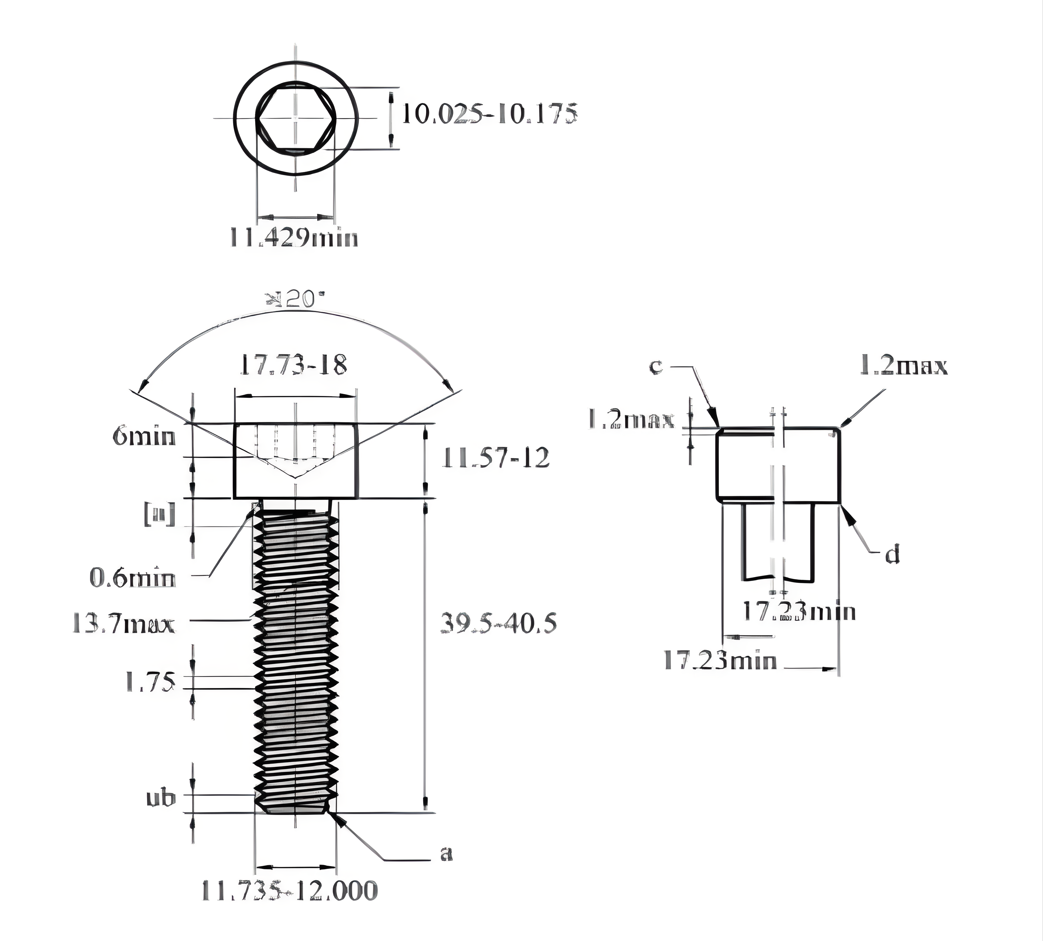 10.025-10.175
11.429min
120°
17.73-18
c
1.2max
1.2max
6min
11.57-12
[n]
d
0.6min
17.23min
13.7max
39.5-40.5
17.23min
1.75
ub
a
11.735-12.000